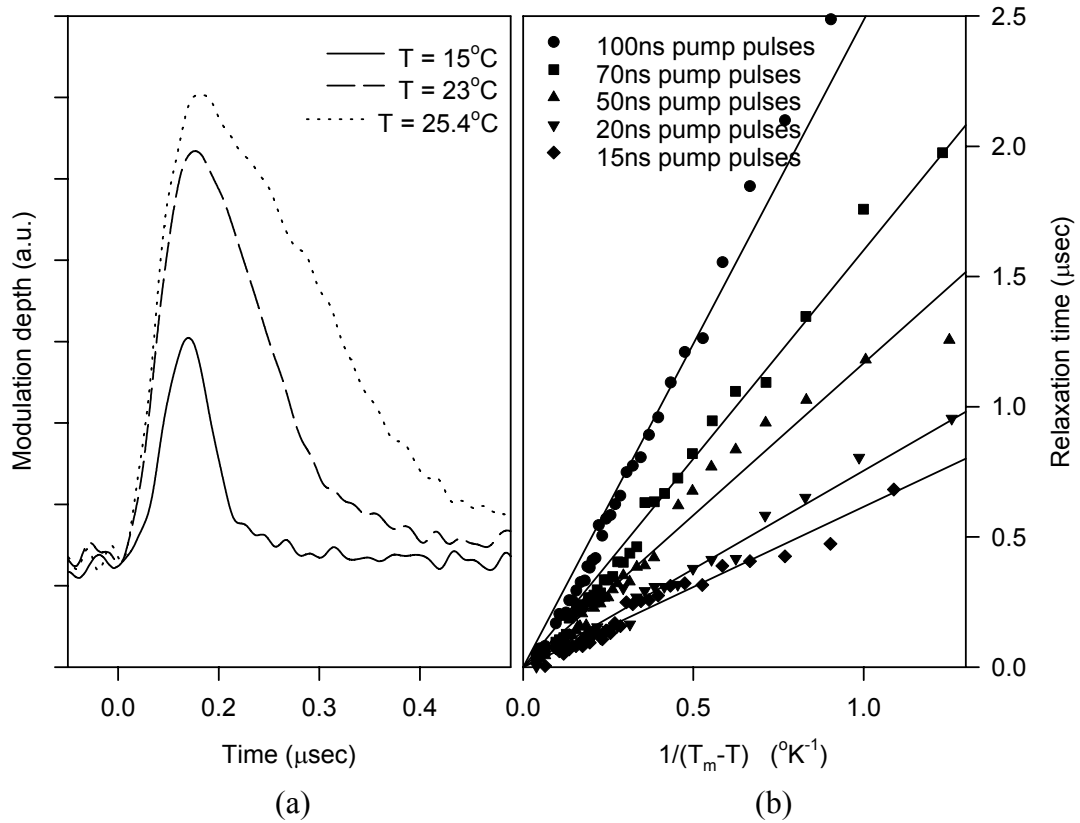 Modulation depth (a.u.)
T = 15°C
T = 23°C
T = 25.4°C
0.0
0.2
0.3
0.4
Time (μsec)
(a)
100ns pump pulses
70ns pump pulses
50ns pump pulses
20ns pump pulses
15ns pump pulses
2.5
2.0
1.5
1.0
0.5
0.0
Relaxation time (μsec)
0.0
0.5
1.0
1/(Tm-T) (°K-1)
(b)